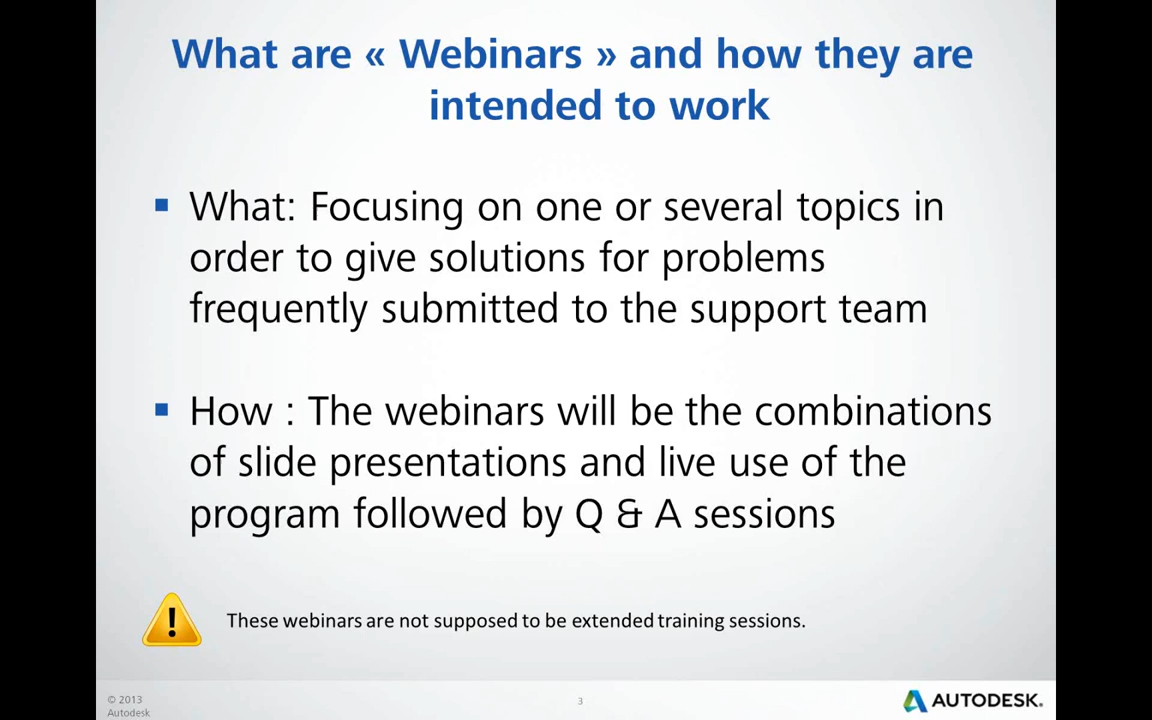 What are « Webinars » and how they are
intended to work
▪ What: Focusing on one or several topics in
order to give solutions for problems
frequently submitted to the support team
▪ How : The webinars will be the combinations
of slide presentations and live use of the
program followed by Q & A sessions
! These webinars are not supposed to be extended training sessions.
© 2013
Autodesk
3
AUTODESK.